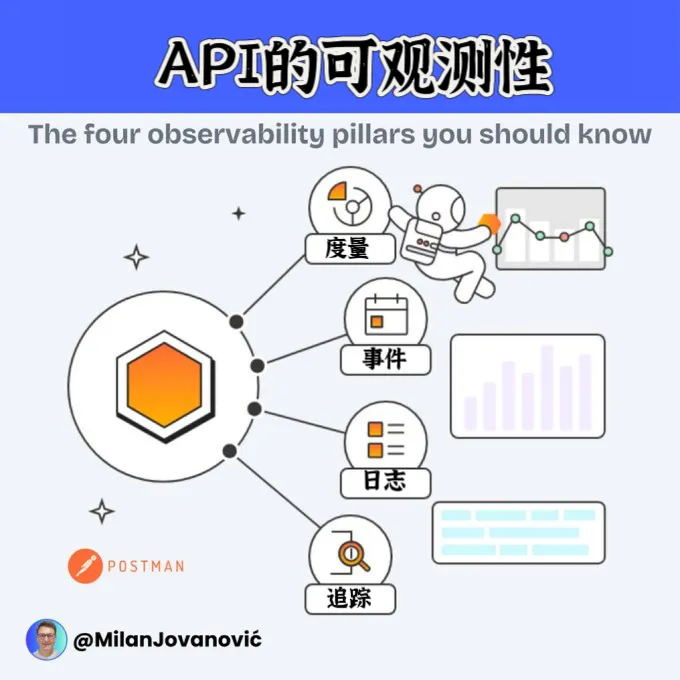 API的可观测性
The four observability pillars you should know
度量
事件
日志
追踪
POSTMAN
@MilanJovanović